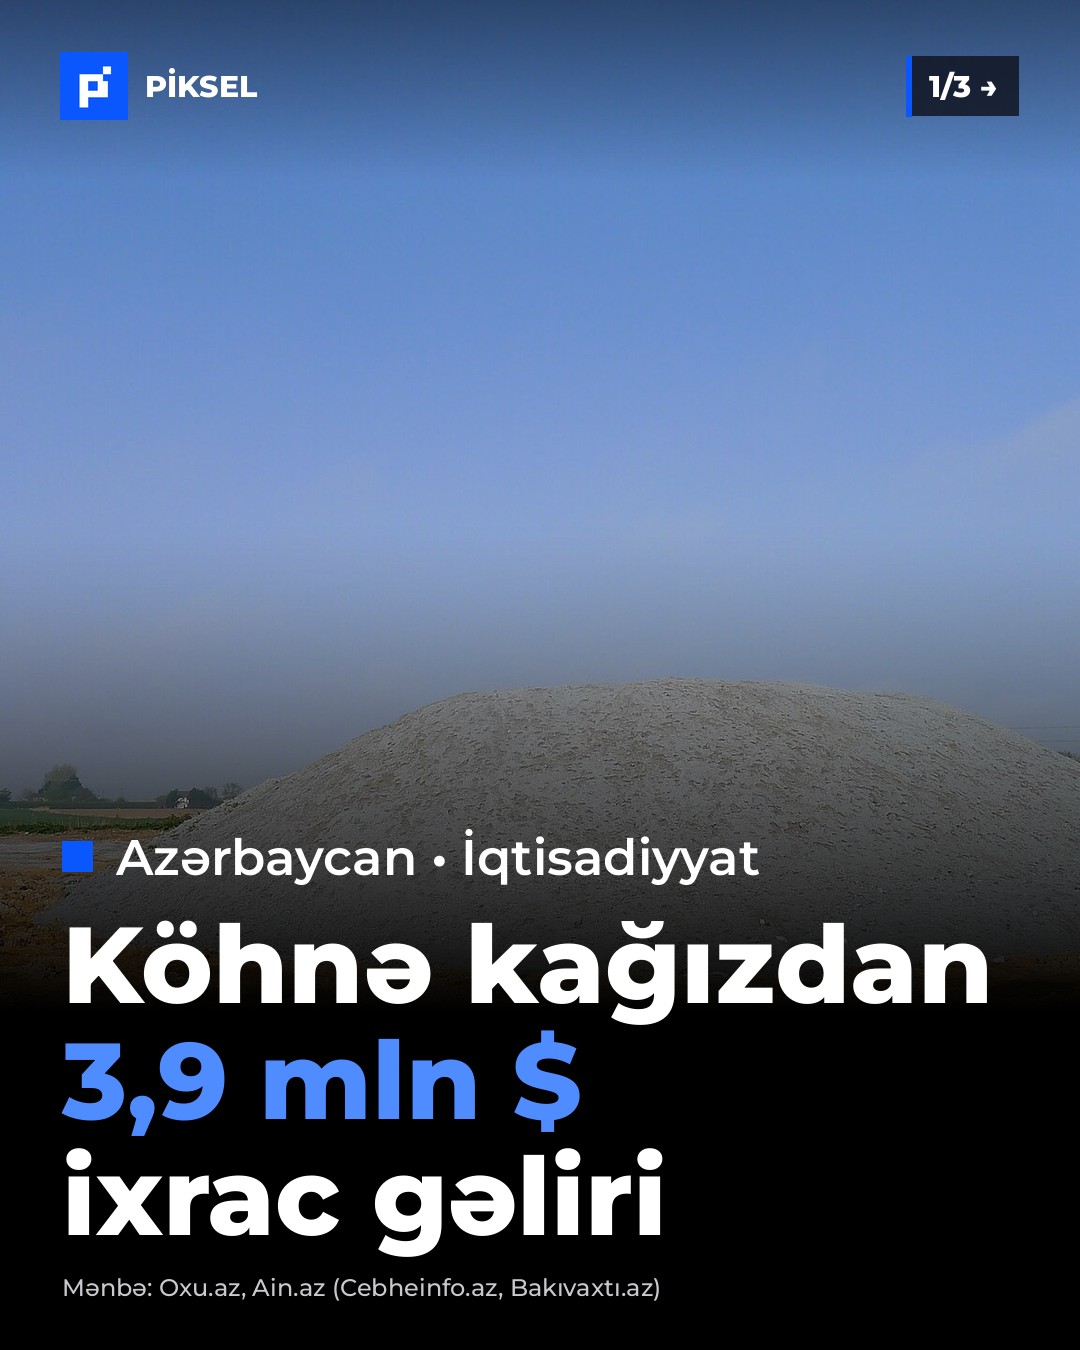 PİKSEL
1/3 →
Azərbaycan • İqtisadiyyat
Köhnə kağızdan
3,9 mln $
ixrac gəliri
Mənbə: Oxu.az, Ain.az (Cebheinfo.az, Bakıvaxtı.az)